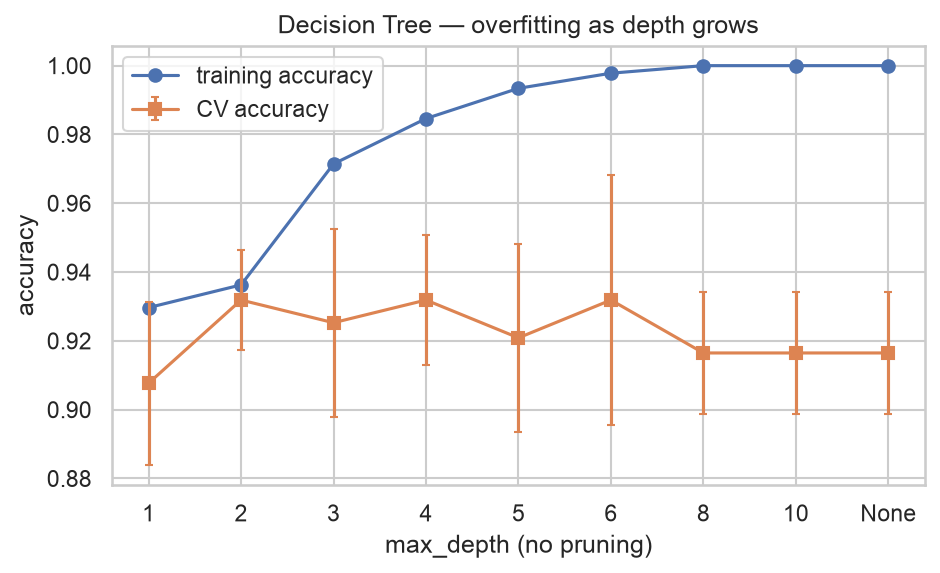 Decision Tree — overfitting as depth grows
training accuracy
CV accuracy
accuracy
1.00
0.98
0.96
0.94
0.92
0.90
0.88
1 2 3 4 5 6 8 10 None
max_depth (no pruning)